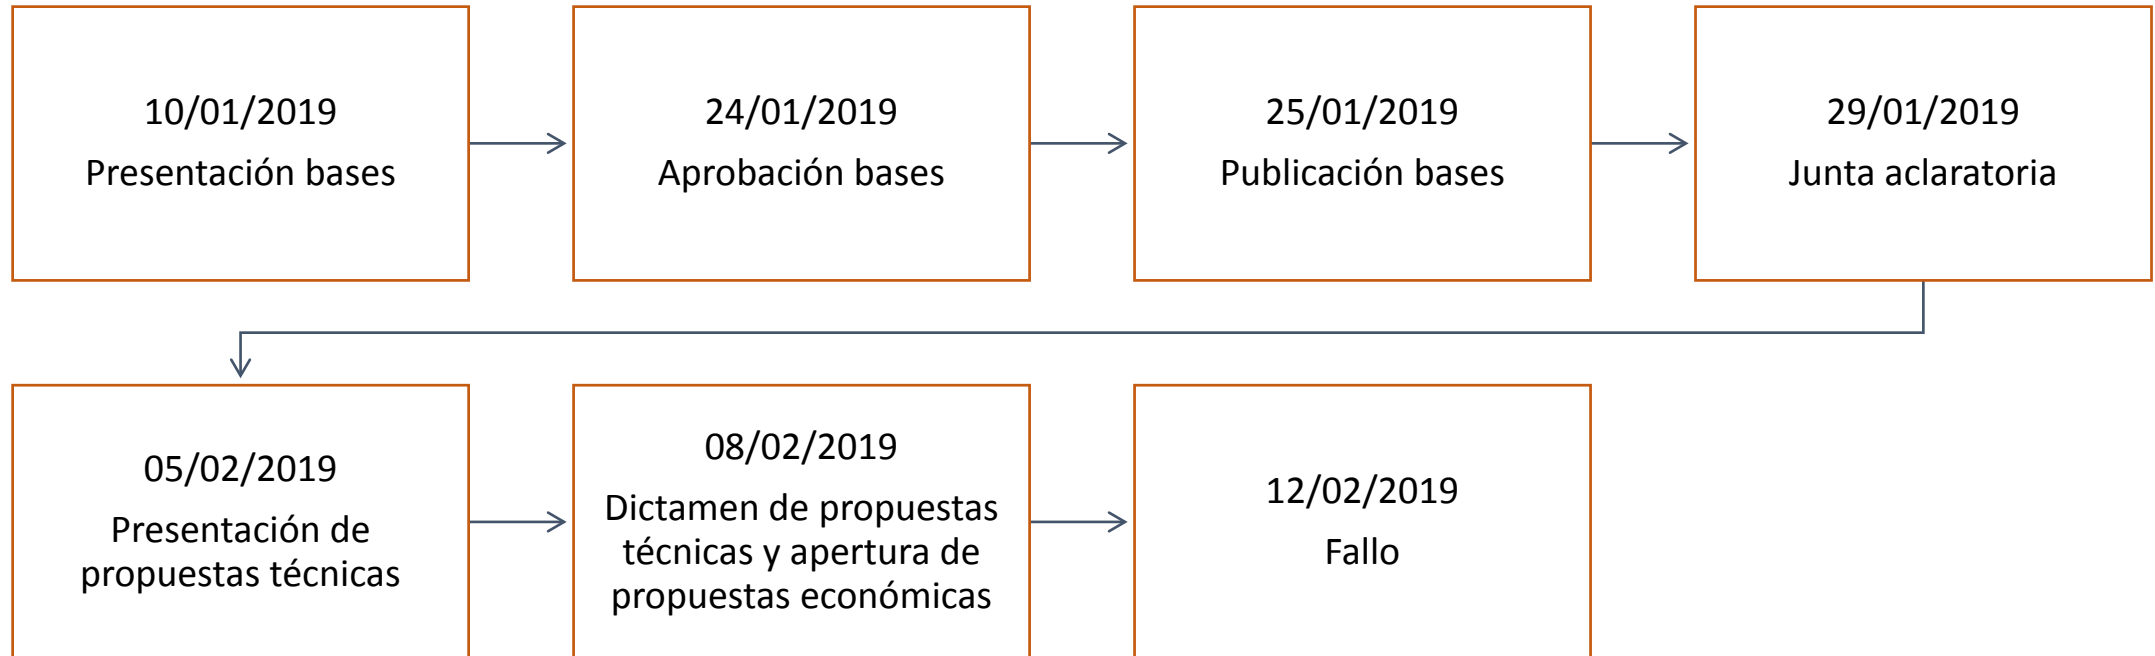 10/01/2019
Presentación bases
24/01/2019
Aprobación bases
25/01/2019
Publicación bases
29/01/2019
Junta aclaratoria
05/02/2019
Presentación de
propuestas técnicas
08/02/2019
Dictamen de propuestas
técnicas y apertura de
propuestas económicas
12/02/2019
Fallo